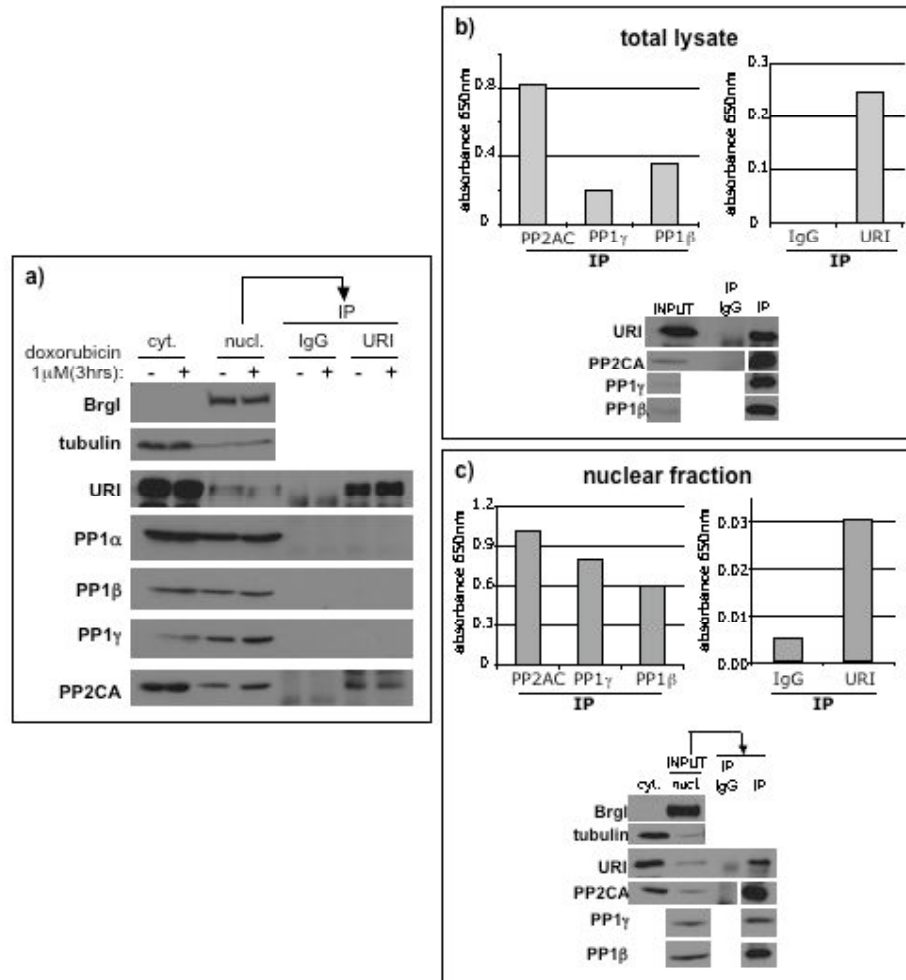 a)
IP
cyt.
nucl.
IgG
URI
doxorubicin
1μM(3hrs):
- + - + - + - +
BrgI
tubulin
URI
PP1α
PP1β
PP1γ
PP2CA
b)
total lysate
absorbance 650nm
0.8
0.4
0
PP2AC PP1γ PP1β
IP
absorbance 650nm
0.3
0.2
0.1
0
IgG URI
IP
INPUT
IP
IgG
IP
URI
PP2CA
PP1γ
PP1β
c)
nuclear fraction
absorbance 650nm
1.2
0.9
0.6
0.3
0
PP2AC PP1γ PP1β
IP
absorbance 650nm
0.03
0.02
0.01
0.00
IgG URI
IP
INPUT
cyt. nucl.
IP
IgG
IP
BrgI
tubulin
URI
PP2CA
PP1γ
PP1β